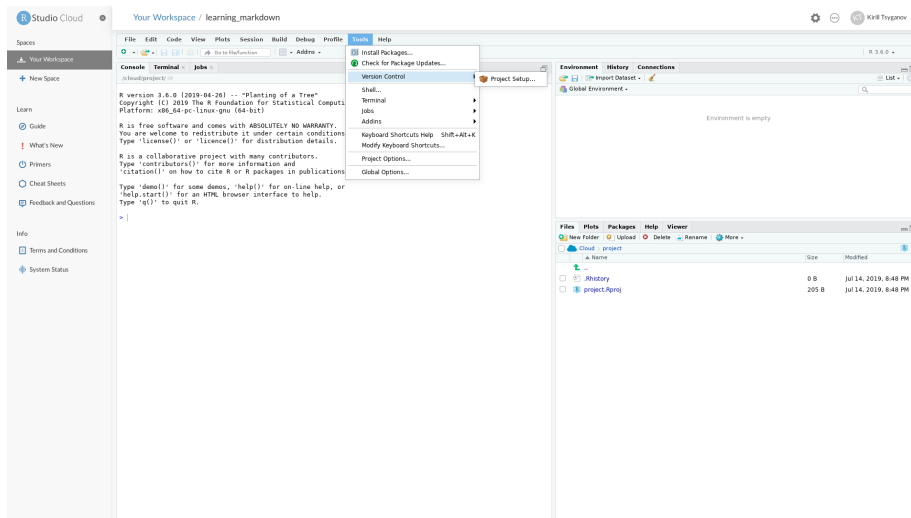 R Studio Cloud
Your Workspace / learning_markdown
KT Kirill Tsyganov
Spaces
Your Workspace
New Space
Learn
Guide
What's New
Primers
Cheat Sheets
Feedback and Questions
Info
Terms and Conditions
System Status
File Edit Code View Plots Session Build Debug Profile Tools Help
Go to file/function Addins
R 3.6.0
Console Terminal Jobs
/cloud/project/
R version 3.6.0 (2019-04-26) -- "Planting of a Tree"
Copyright (C) 2019 The R Foundation for Statistical Computi
Platform: x86_64-pc-linux-gnu (64-bit)
R is free software and comes with ABSOLUTELY NO WARRANTY.
You are welcome to redistribute it under certain conditions
Type 'license()' or 'licence()' for distribution details.
R is a collaborative project with many contributors.
Type 'contributors()' for more information and
'citation()' on how to cite R or R packages in publications
Type 'demo()' for some demos, 'help()' for on-line help, or
'help.start()' for an HTML browser interface to help.
Type 'q()' to quit R.
>
Install Packages...
Check for Package Updates...
Version Control
Project Setup...
Shell...
Terminal
Jobs
Addins
Keyboard Shortcuts Help Shift+Alt+K
Modify Keyboard Shortcuts...
Project Options...
Global Options...
Environment History Connections
Import Dataset
List
Global Environment
Environment is empty
Files Plots Packages Help Viewer
New Folder Upload Delete Rename More
Cloud project
Name Size Modified
..
.Rhistory 0 B Jul 14, 2019, 8:48 PM
project.Rproj 205 B Jul 14, 2019, 8:48 PM